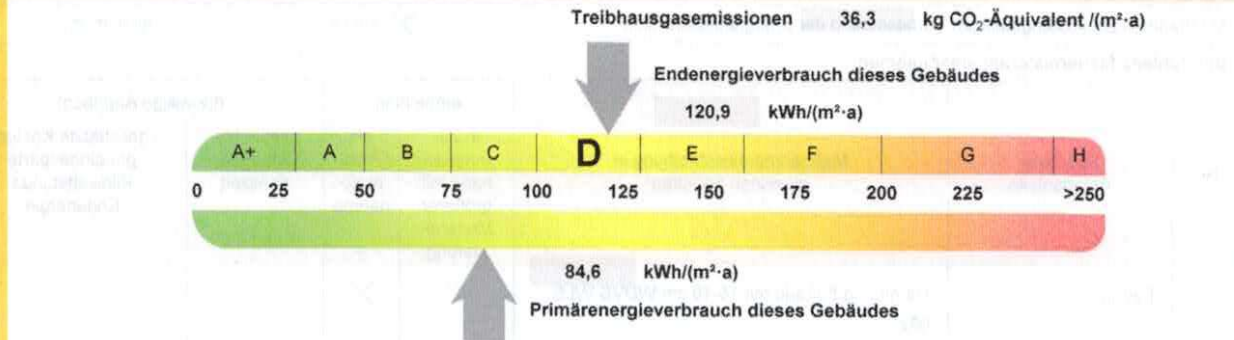 Treibhausgasemissionen 36,3 kg CO₂-Äquivalent /(m²·a)
Endenergieverbrauch dieses Gebäudes
120,9 kWh/(m²·a)
A+ A B C D E F G H
0 25 50 75 100 125 150 175 200 225 >250
84,6 kWh/(m²·a)
Primärenergieverbrauch dieses Gebäudes